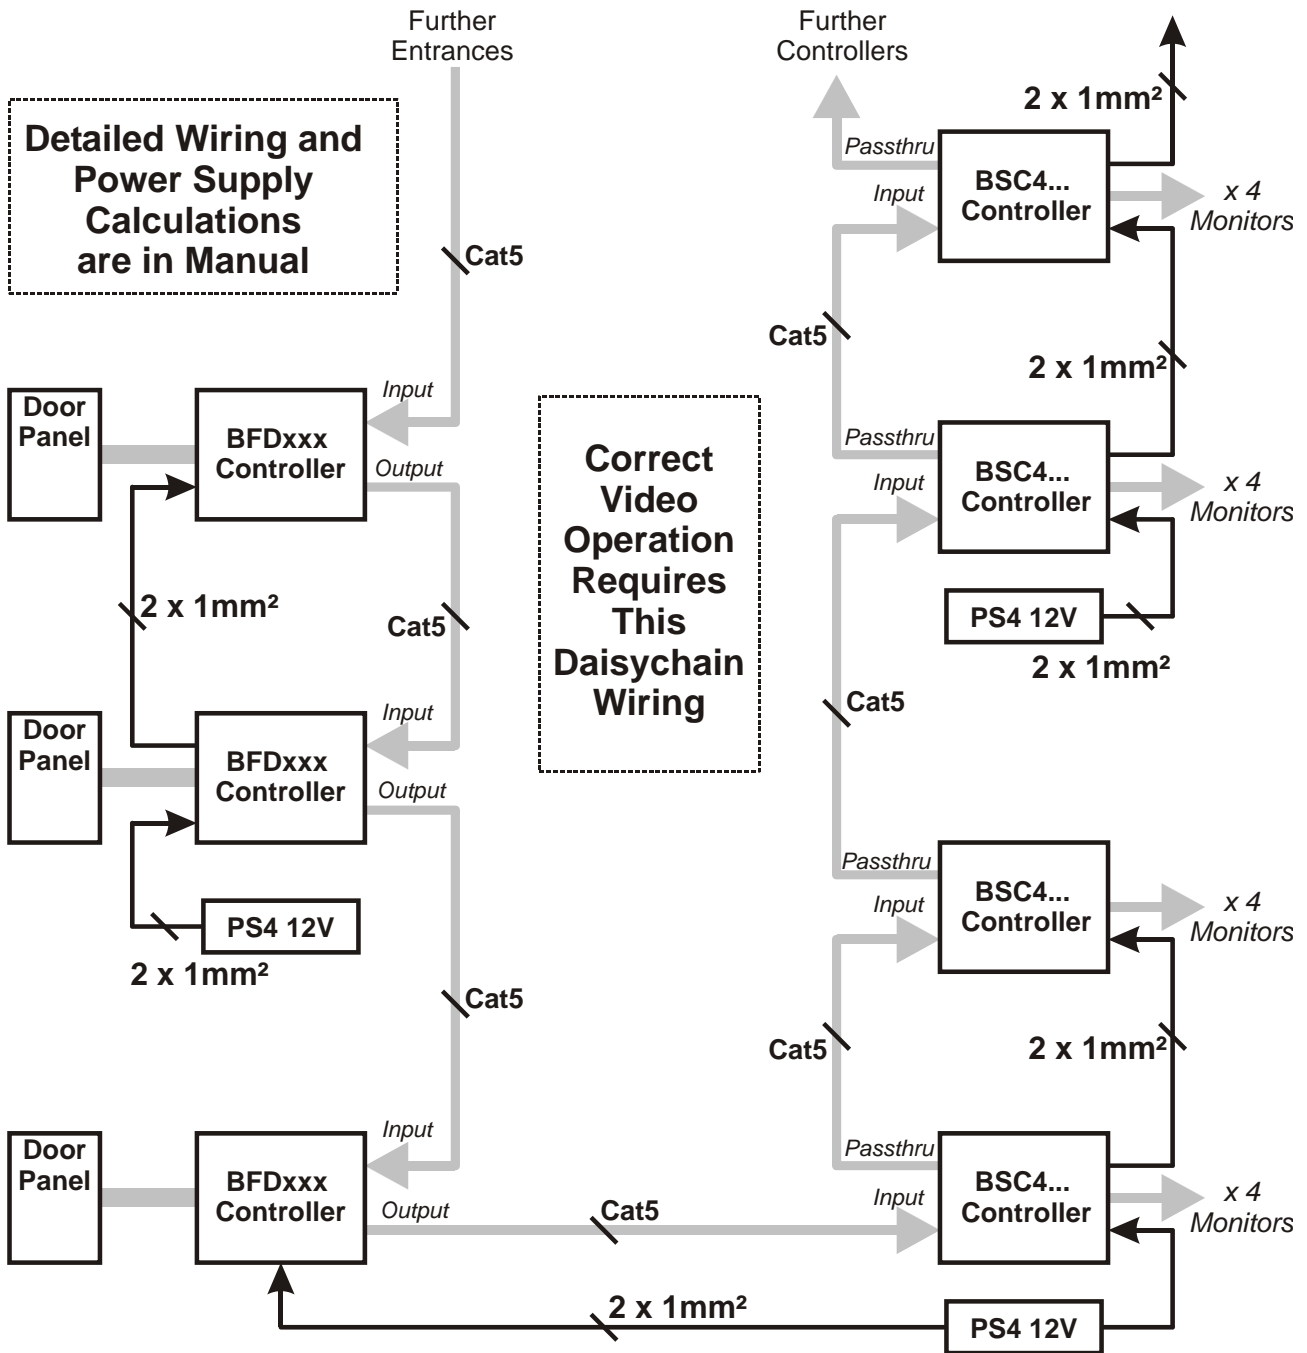 Further
Entrances
Further
Controllers
2 x 1mm²
Detailed Wiring and
Power Supply
Calculations
are in Manual
Passthru
BSC4...
Controller
Input
x 4
Monitors
Cat5
Cat5
2 x 1mm²
Door
Panel
BFDxxx
Controller
Input
Output
Correct
Video
Operation
Requires
This
Daisychain
Wiring
Passthru
BSC4...
Controller
Input
x 4
Monitors
2 x 1mm²
Cat5
PS4 12V
2 x 1mm²
Door
Panel
BFDxxx
Controller
Input
Output
Cat5
PS4 12V
2 x 1mm²
Cat5
Passthru
BSC4...
Controller
Input
x 4
Monitors
Cat5
2 x 1mm²
Door
Panel
BFDxxx
Controller
Input
Output
Cat5
Passthru
BSC4...
Controller
Input
x 4
Monitors
2 x 1mm²
PS4 12V